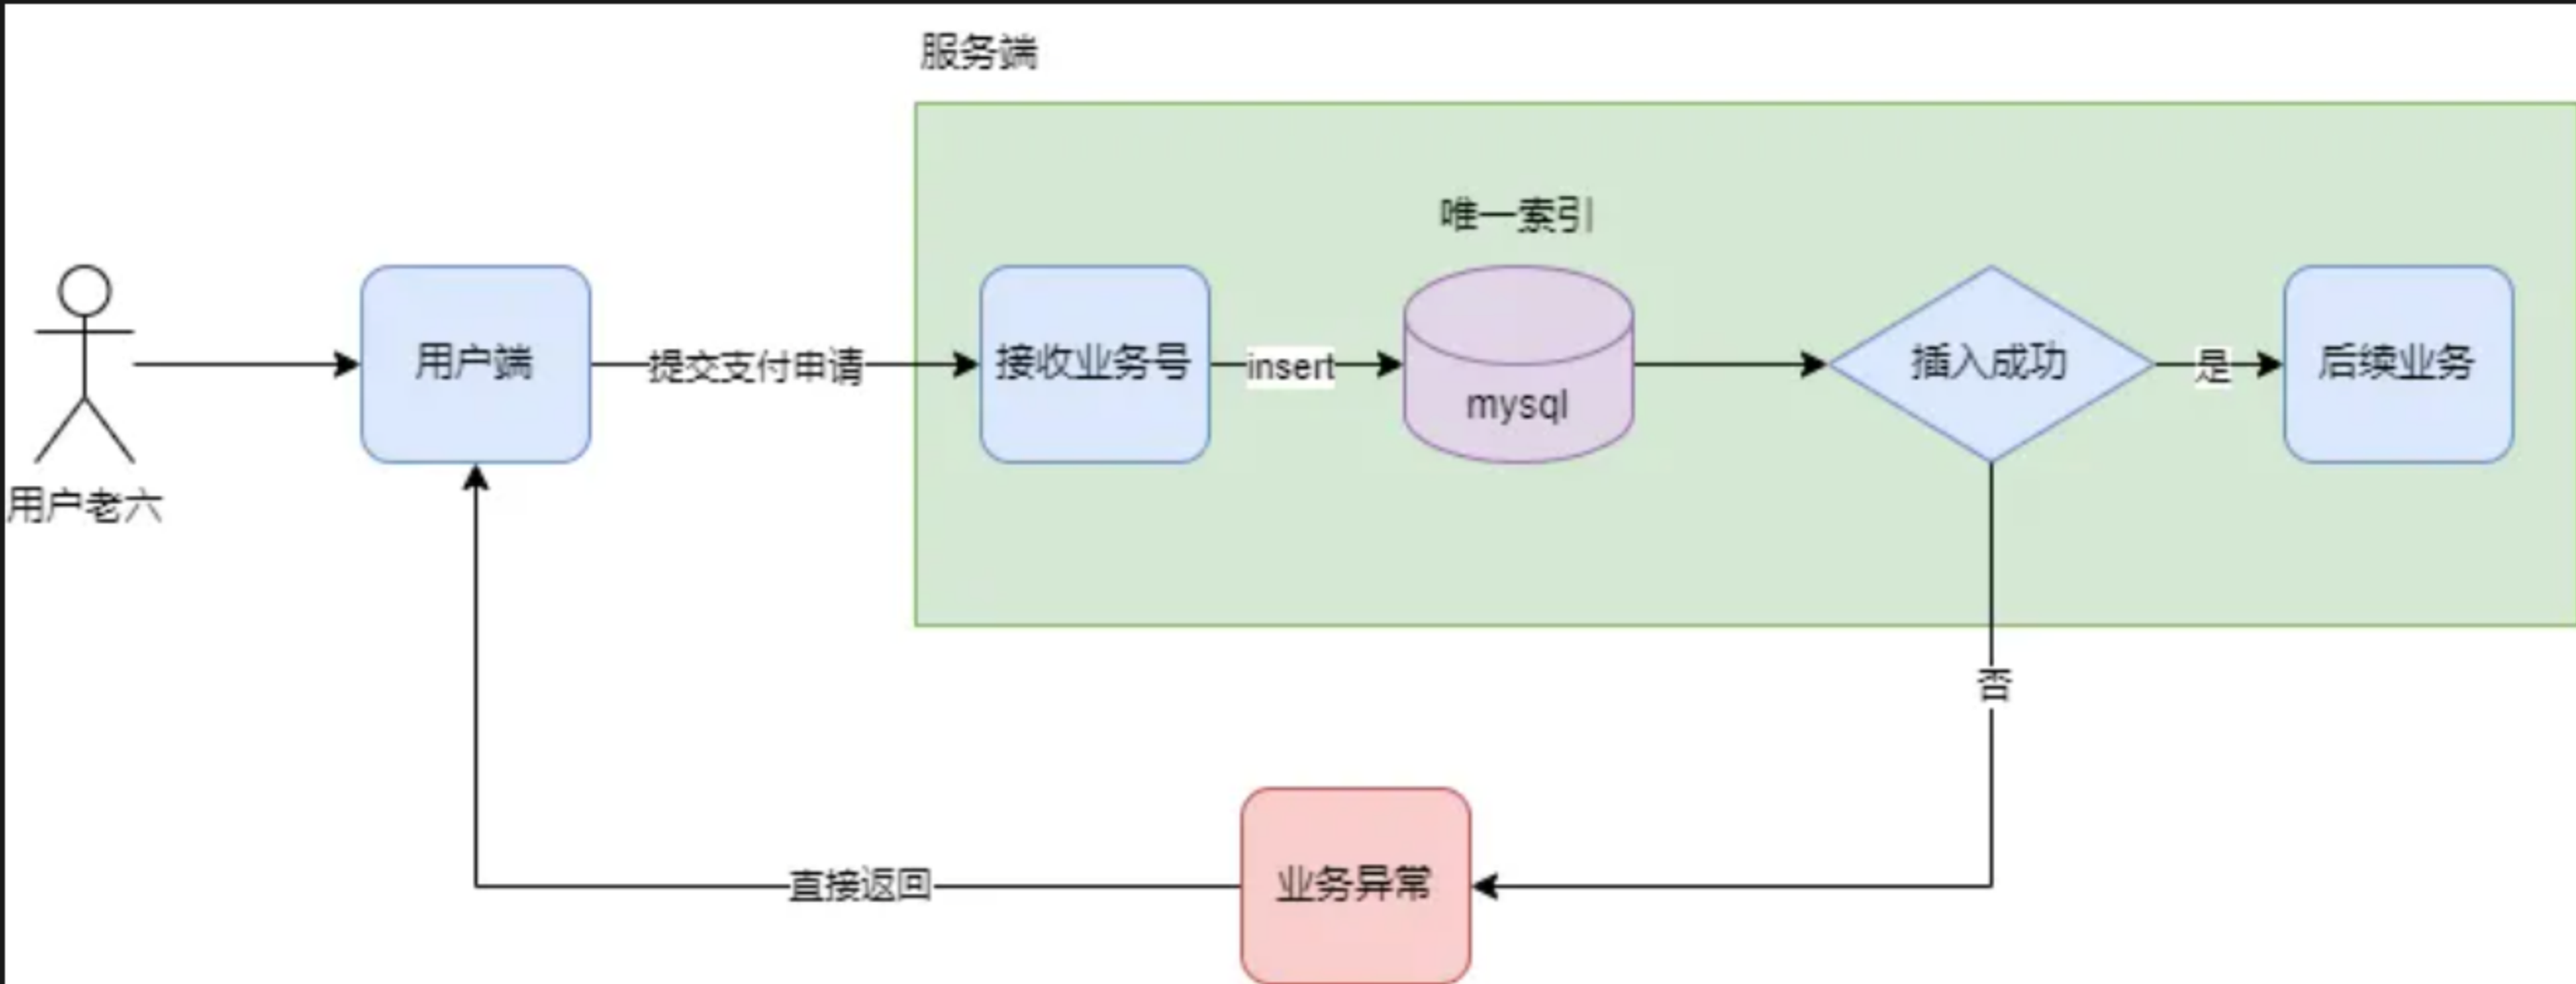 服务端
唯一索引
用户端
提交支付申请
接收业务号
insert
mysql
插入成功
是
后续业务
用户老六
否
直接返回
业务异常